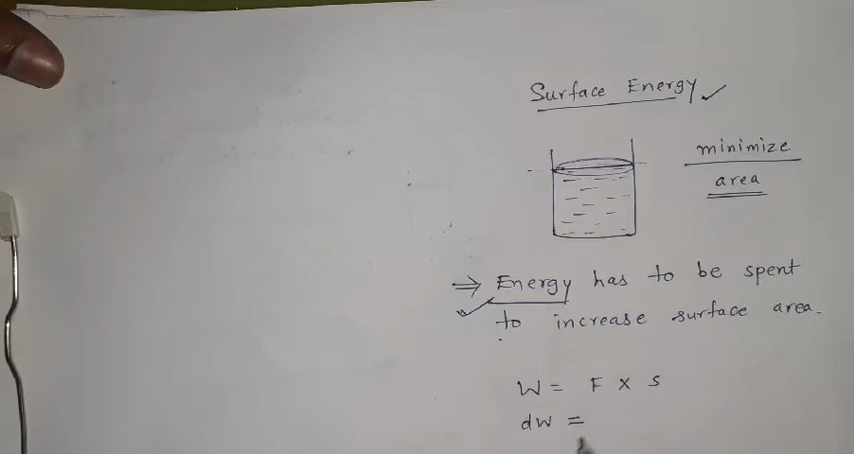 Surface Energy
minimize
area
⇒ Energy has to be spent
to increase surface area.
W = F × s
dW =